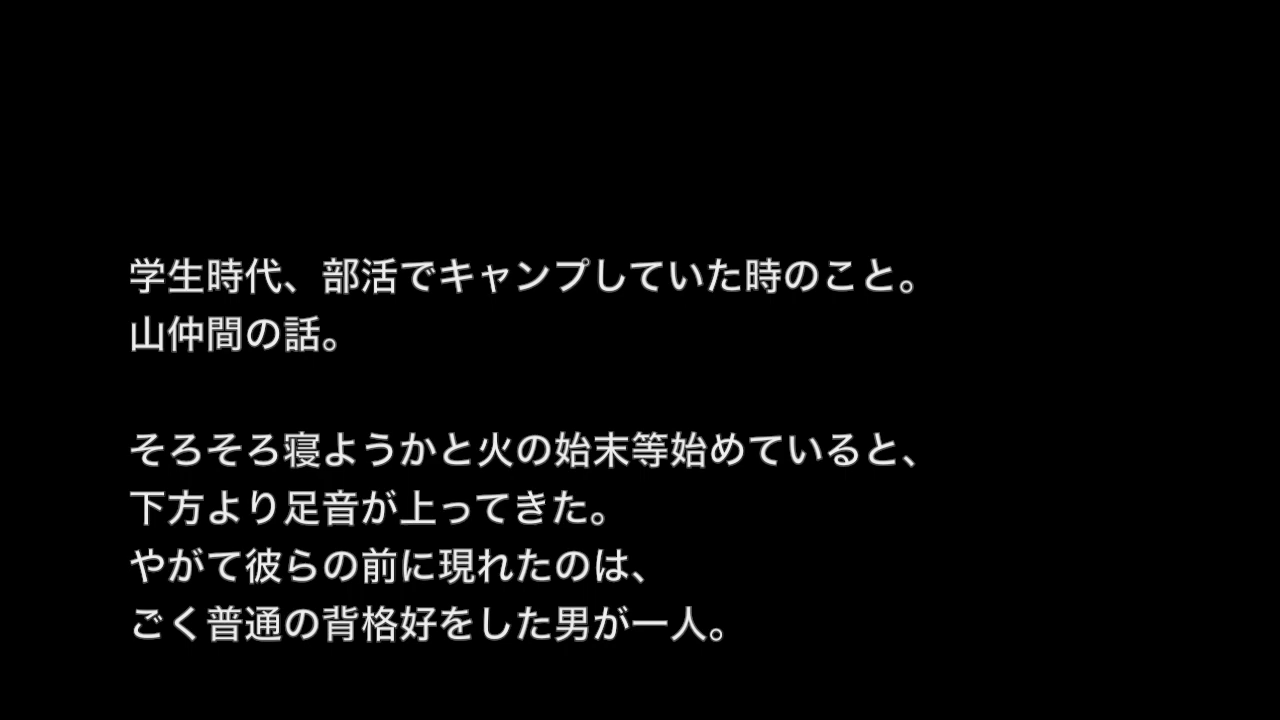 学生時代、部活でキャンプしていた時のこと。
山仲間の話。
そろそろ寝ようかと火の始末等始めていると、
下方より足音が上ってきた。
やがて彼らの前に現れたのは、
ごく普通の背格好をした男が一人。